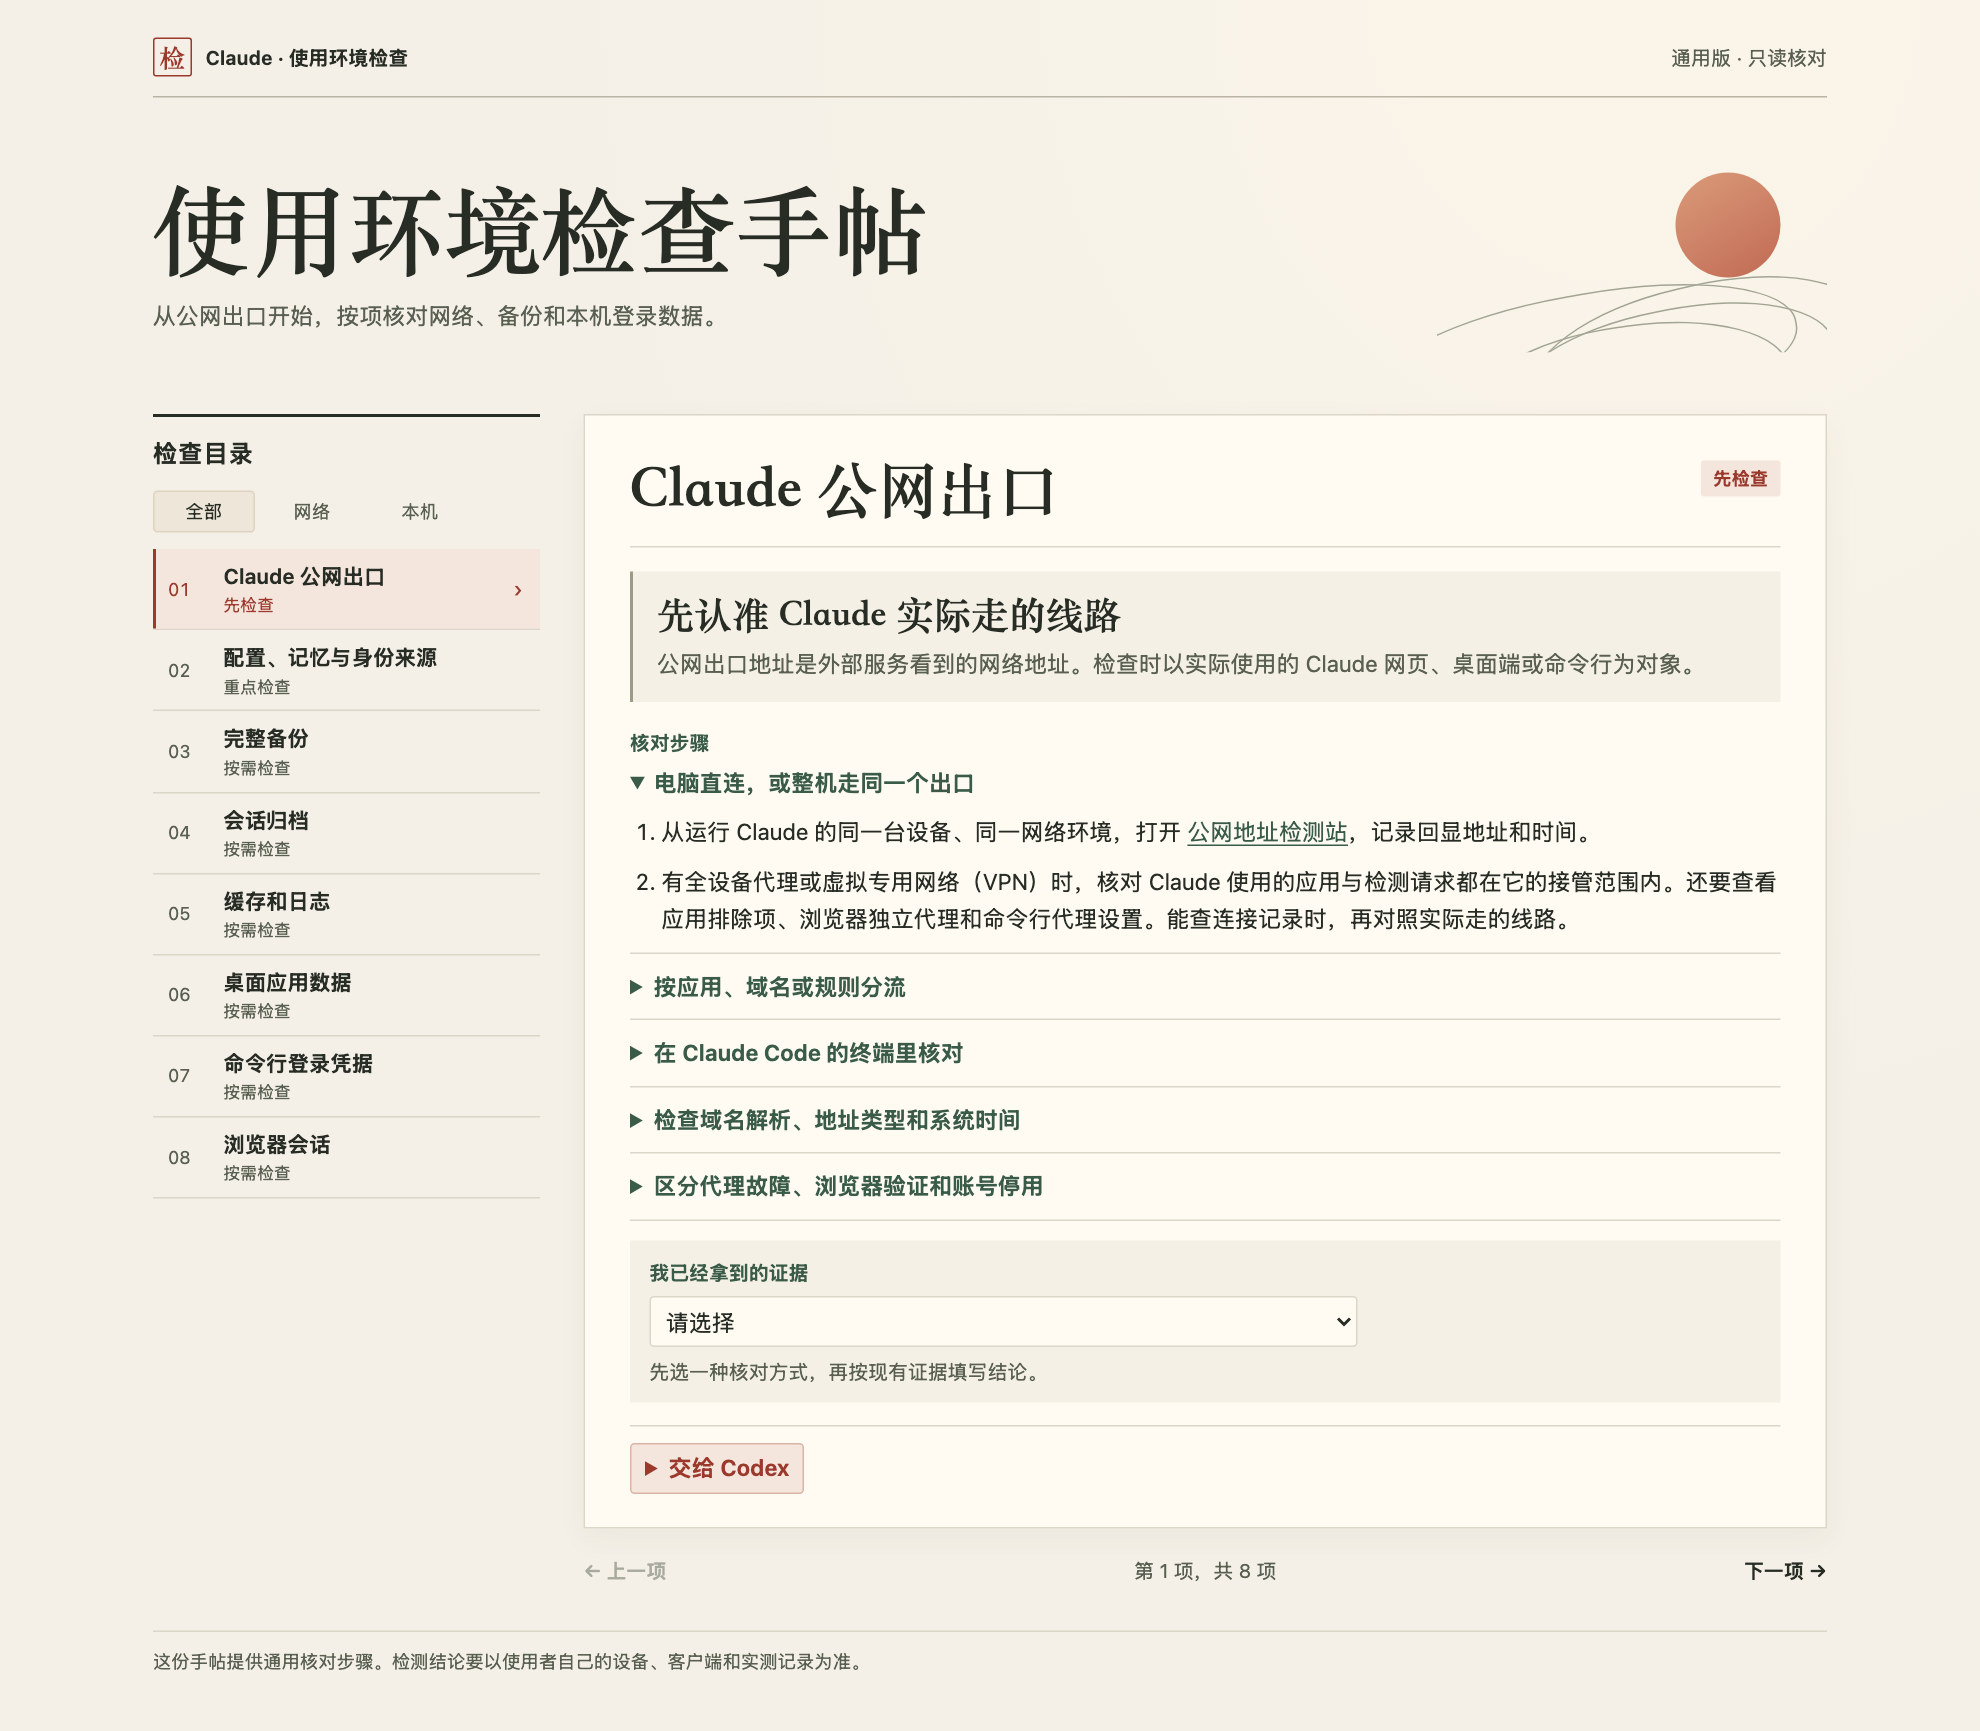 检
Claude · 使用环境检查
通用版 · 只读核对
使用环境检查手帖
从公网出口开始，按项核对网络、备份和本机登录数据。
检查目录
全部
网络
本机
01
Claude 公网出口
先检查
›
02
配置、记忆与身份来源
重点检查
03
完整备份
按需检查
04
会话归档
按需检查
05
缓存和日志
按需检查
06
桌面应用数据
按需检查
07
命令行登录凭据
按需检查
08
浏览器会话
按需检查
Claude 公网出口
先检查
先认准 Claude 实际走的线路
公网出口地址是外部服务看到的网络地址。检查时以实际使用的 Claude 网页、桌面端或命令行为对象。
核对步骤
▼ 电脑直连，或整机走同一个出口
1. 从运行 Claude 的同一台设备、同一网络环境，打开 公网地址检测站，记录回显地址和时间。
2. 有全设备代理或虚拟专用网络（VPN）时，核对 Claude 使用的应用与检测请求都在它的接管范围内。还要查看
应用排除项、浏览器独立代理和命令行代理设置。能查连接记录时，再对照实际走的线路。
▶ 按应用、域名或规则分流
▶ 在 Claude Code 的终端里核对
▶ 检查域名解析、地址类型和系统时间
▶ 区分代理故障、浏览器验证和账号停用
我已经拿到的证据
请选择
先选一种核对方式，再按现有证据填写结论。
▶ 交给 Codex
← 上一项
第 1 项，共 8 项
下一项 →
这份手帖提供通用核对步骤。检测结论要以使用者自己的设备、客户端和实测记录为准。